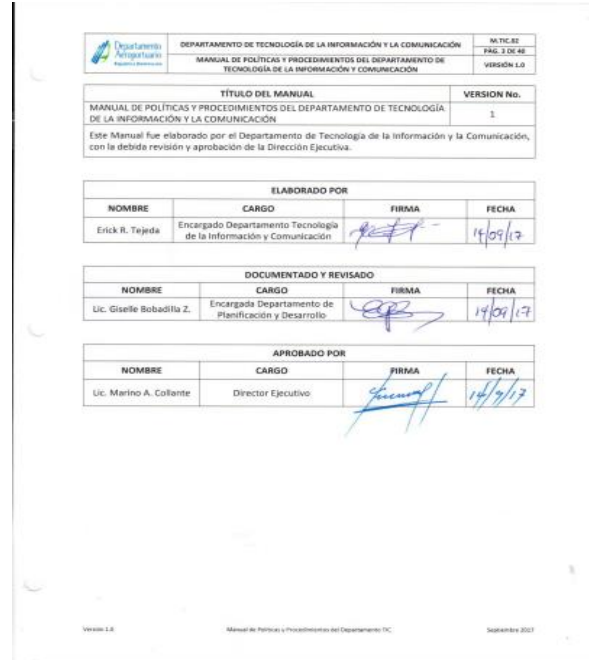 Departamento
Aeroportuario
República Dominicana
DEPARTAMENTO DE TECNOLOGÍA DE LA INFORMACIÓN Y LA COMUNICACIÓN
MANUAL DE POLÍTICAS Y PROCEDIMIENTOS DEL DEPARTAMENTO DE
TECNOLOGÍA DE LA INFORMACIÓN Y COMUNICACIÓN
M.TIC.02
PÁG. 3 DE 40
VERSIÓN 1.0
TÍTULO DEL MANUAL VERSION No.
MANUAL DE POLÍTICAS Y PROCEDIMIENTOS DEL DEPARTAMENTO DE TECNOLOGÍA
DE LA INFORMACIÓN Y LA COMUNICACIÓN
1
Este Manual fue elaborado por el Departamento de Tecnología de la Información y la Comunicación,
con la debida revisión y aprobación de la Dirección Ejecutiva.
ELABORADO POR
NOMBRE CARGO FIRMA FECHA
Erick R. Tejeda
Encargado Departamento Tecnología
de la Información y Comunicación
14/09/17
DOCUMENTADO Y REVISADO
NOMBRE CARGO FIRMA FECHA
Lic. Giselle Bobadilla Z.
Encargada Departamento de
Planificación y Desarrollo
14/09/17
APROBADO POR
NOMBRE CARGO FIRMA FECHA
Lic. Marino A. Collante Director Ejecutivo 14/9/17
Versión 1.0 Manual de Políticas y Procedimientos del Departamento TIC Septiembre 2017